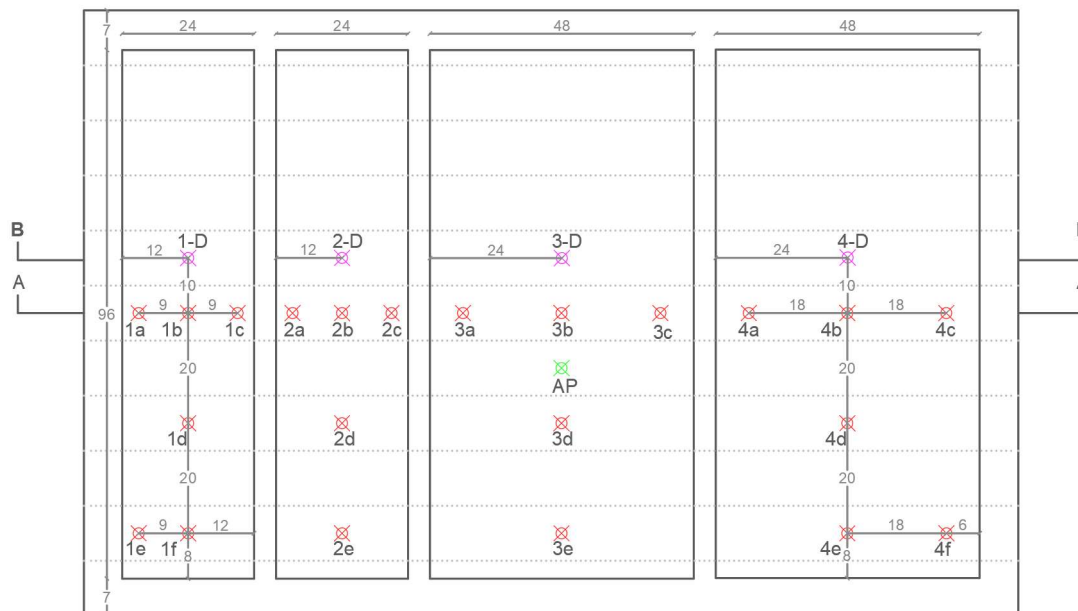 7 24 24 48 48
B 12 1-D 12 2-D 24 3-D 24 4-D
10 10
A 96 9 9 18 18
1a 1b 1c 2a 2b 2c 3a 3b 3c 4a 4b 4c
20 20
AP
1d 2d 3d 4d
20 20
9 12 18 6
1e 1f 8 2e 3e 4e 8 4f
7